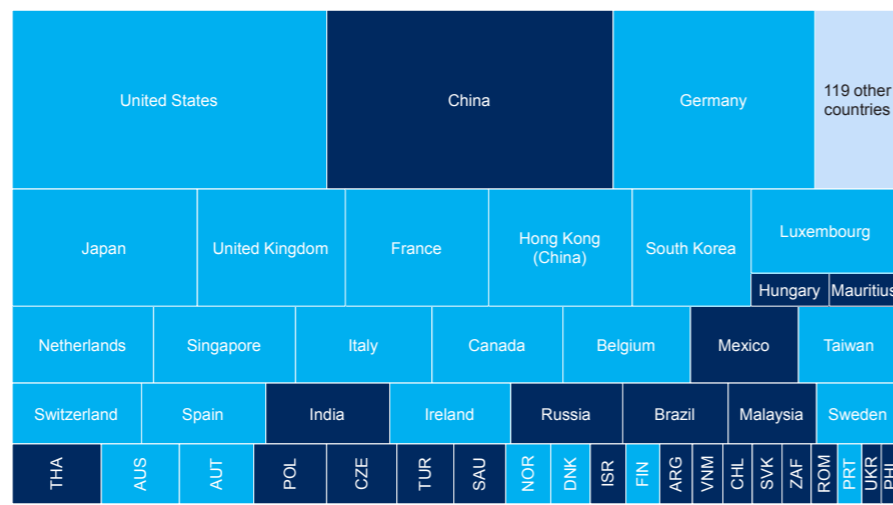 United States
China
Germany
119 other
countries
Japan
United Kingdom
France
Hong Kong
(China)
South Korea
Luxembourg
Hungary
Mauritius
Netherlands
Singapore
Italy
Canada
Belgium
Mexico
Taiwan
Switzerland
Spain
India
Ireland
Russia
Brazil
Malaysia
Sweden
THA
AUS
AUT
POL
CZE
TUR
SAU
NOR
DNK
ISR
FIN
ARG
VNM
CHL
SVK
ZAF
ROM
PRT
UKR
PHL